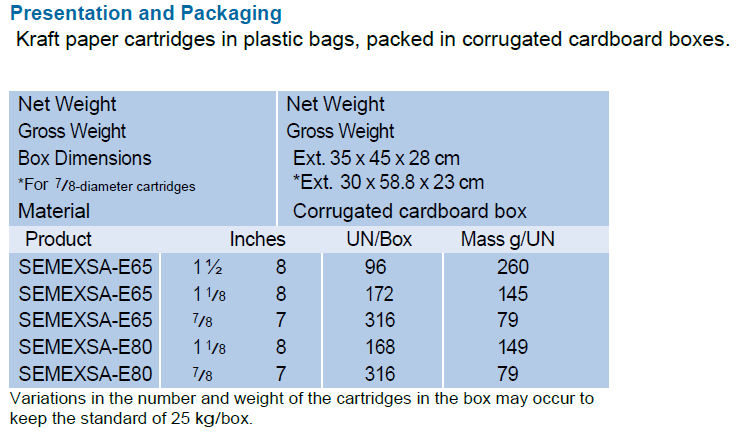 Presentation and Packaging
Kraft paper cartridges in plastic bags, packed in corrugated cardboard boxes.
Net Weight Net Weight
Gross Weight Gross Weight
Box Dimensions Ext. 35 x 45 x 28 cm
*For 7/8-diameter cartridges *Ext. 30 x 58.8 x 23 cm
Material Corrugated cardboard box
Product Inches UN/Box Mass g/UN
SEMEXSA-E65 1 ½ 8 96 260
SEMEXSA-E65 1 1/8 8 172 145
SEMEXSA-E65 7/8 7 316 79
SEMEXSA-E80 1 1/8 8 168 149
SEMEXSA-E80 7/8 7 316 79
Variations in the number and weight of the cartridges in the box may occur to
keep the standard of 25 kg/box.